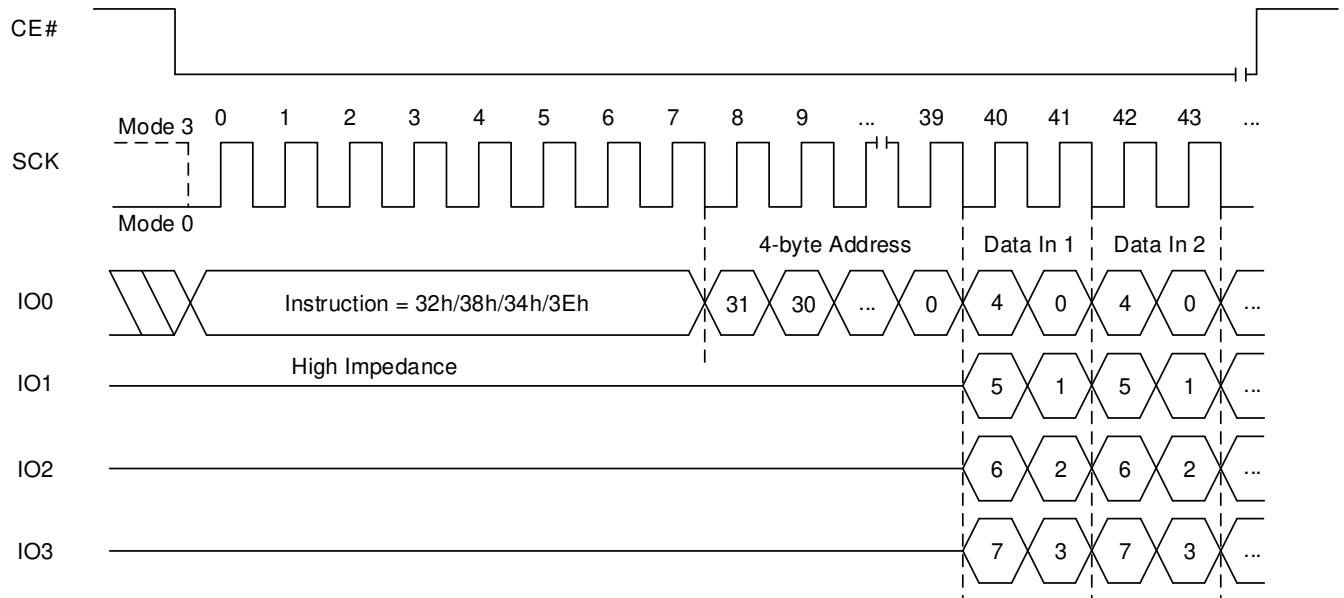 CE#
Mode 3 0 1 2 3 4 5 6 7 8 9 ... 39 40 41 42 43 ...
SCK
Mode 0
4-byte Address Data In 1 Data In 2
IO0 Instruction = 32h/38h/34h/3Eh 31 30 ... 0 4 0 4 0 ...
High Impedance
IO1 5 1 5 1 ...
IO2 6 2 6 2 ...
IO3 7 3 7 3 ...